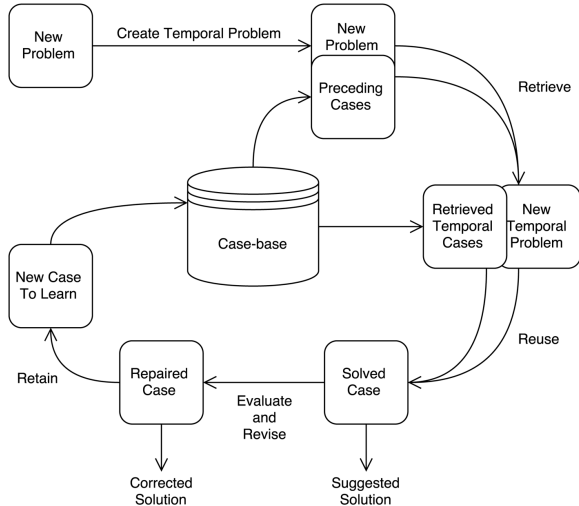 New
Problem
Create Temporal Problem
New
Problem
Preceding
Cases
Retrieve
Case-base
Retrieved
Temporal
Cases
New
Temporal
Problem
New Case
To Learn
Reuse
Retain
Repaired
Case
Evaluate
and
Revise
Solved
Case
Corrected
Solution
Suggested
Solution